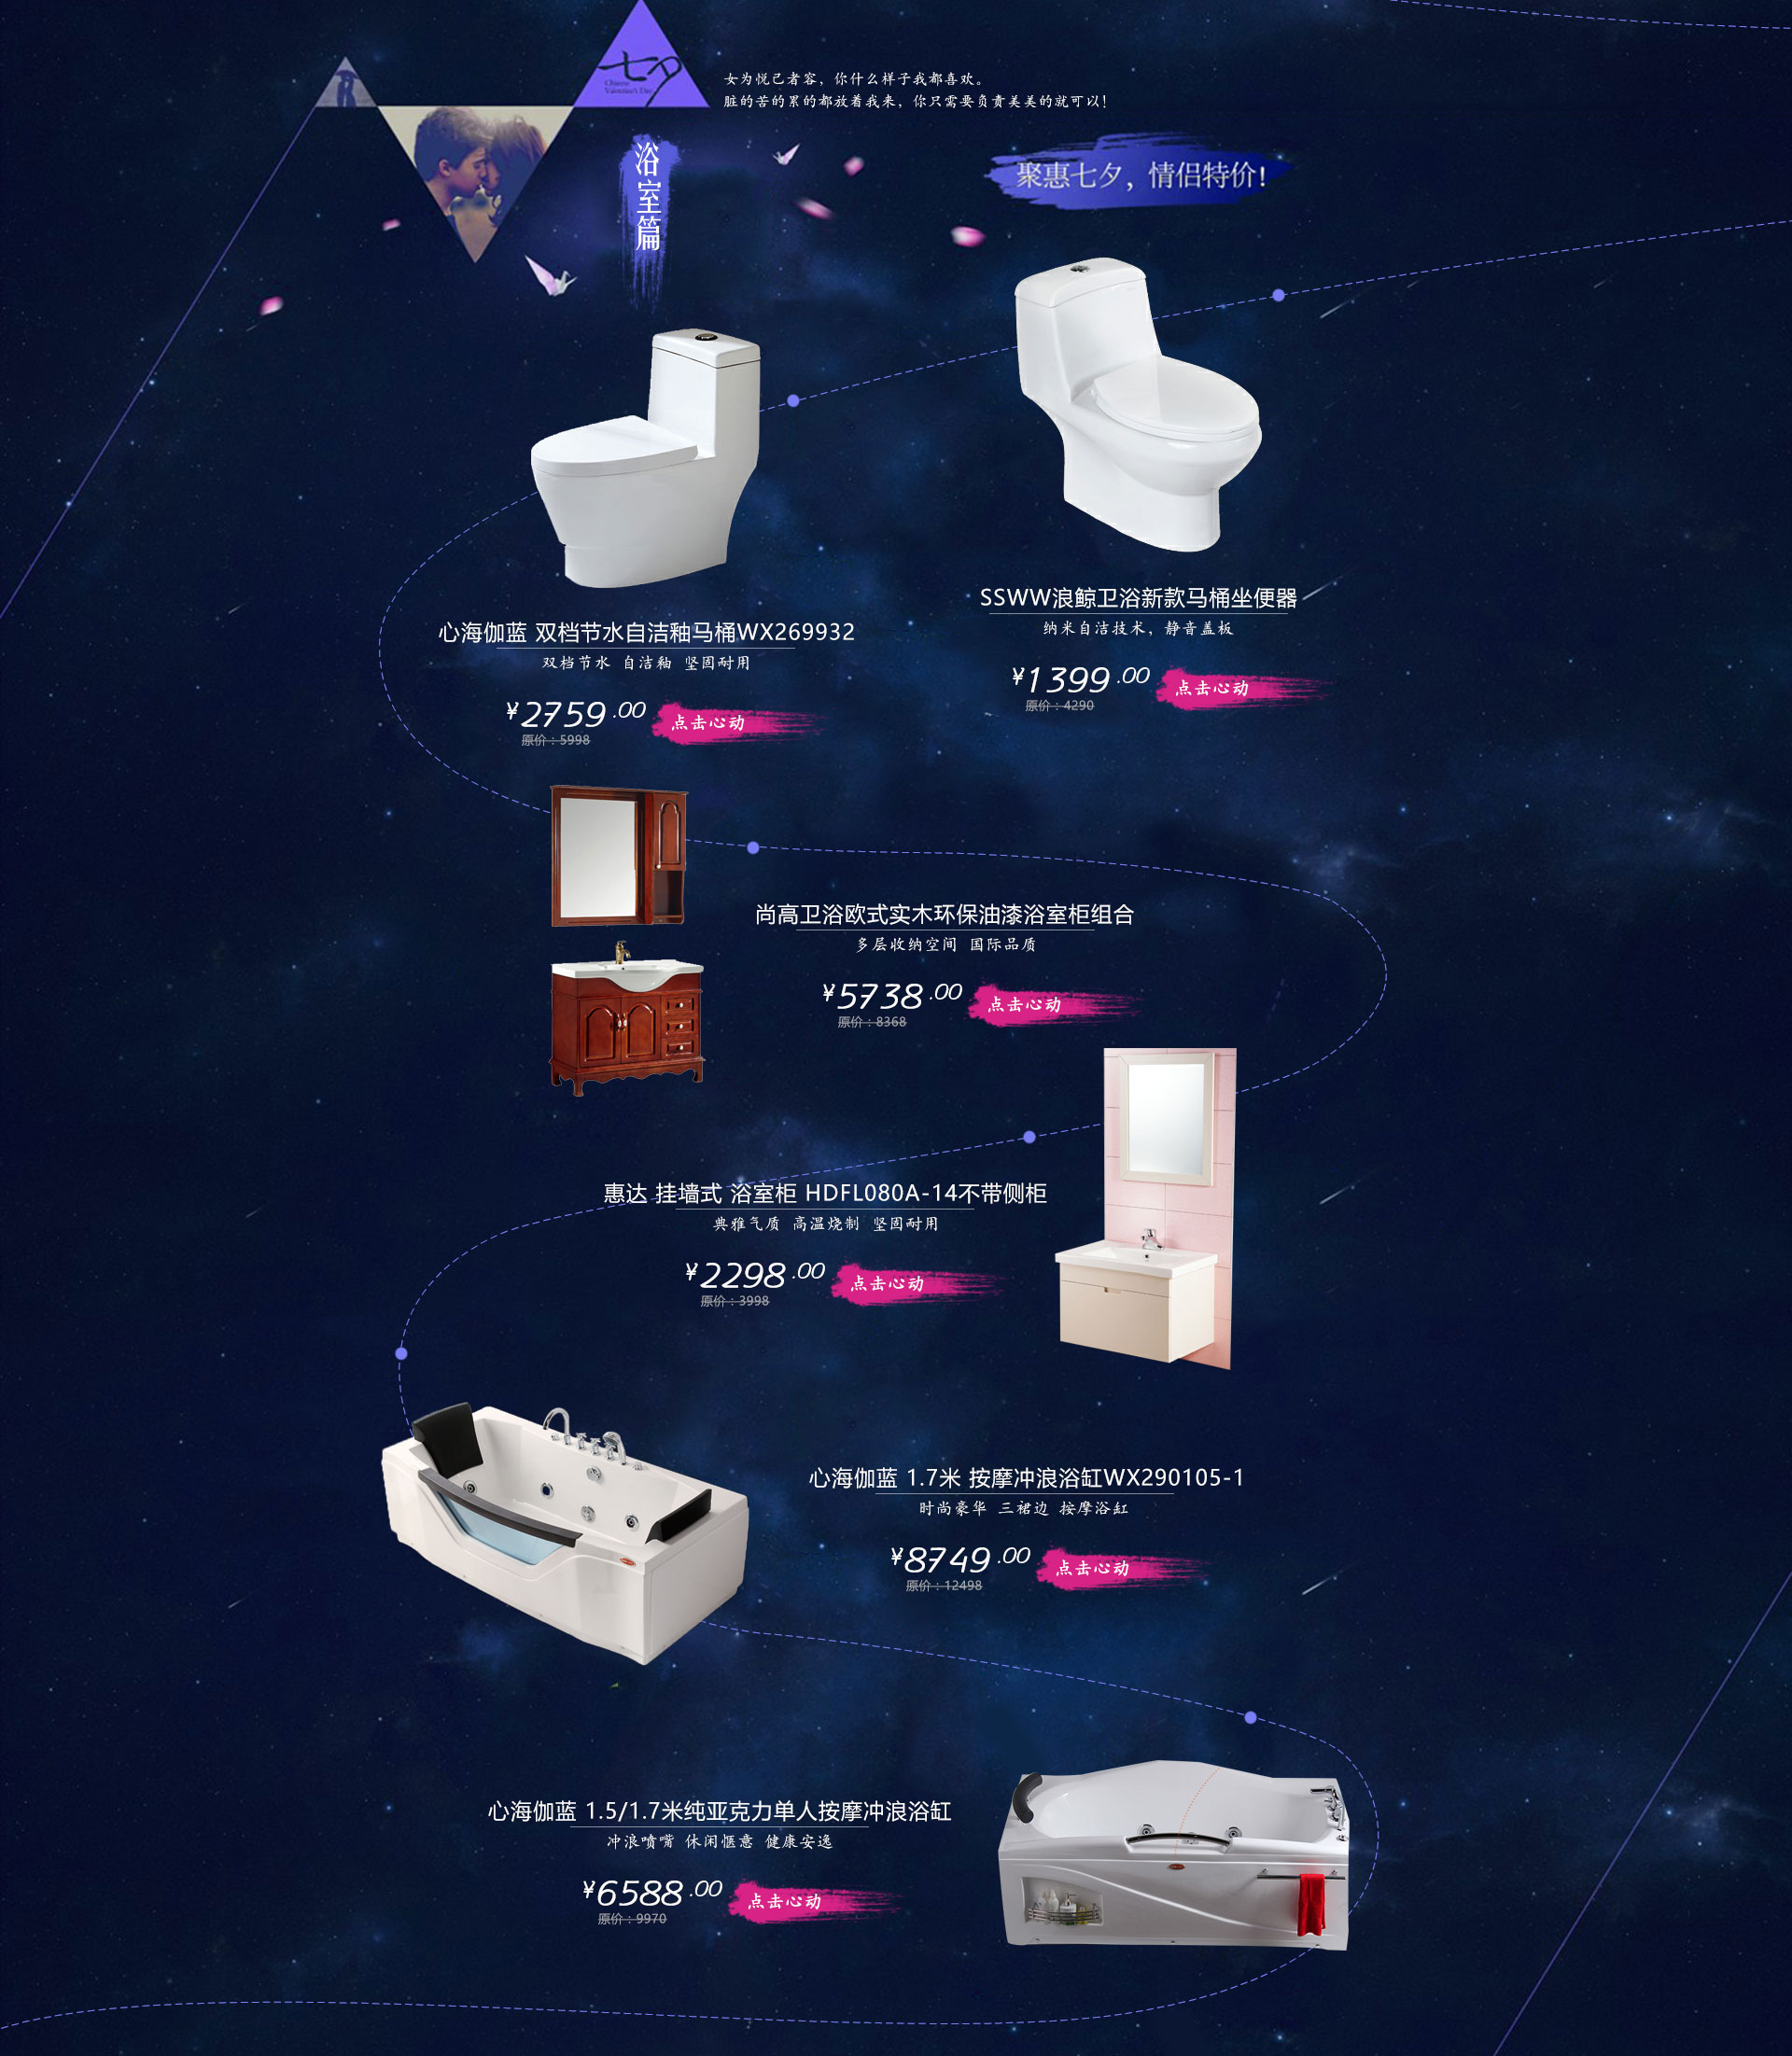 七夕
Chinese
Valentine's Day
女为悦己者容，你什么样子我都喜欢。
脏的苦的累的都放着我来，你只需要负责美美的就可以！
浴室篇
聚惠七夕，情侣特价！
SSWW浪鲸卫浴新款马桶坐便器
纳米自洁技术，静音盖板
¥1399.00
点击心动
原价：4290
心海伽蓝 双档节水自洁釉马桶WX269932
双档节水 自洁釉 坚固耐用
¥2759.00
点击心动
原价：5998
尚高卫浴欧式实木环保油漆浴室柜组合
多层收纳空间 国际品质
¥5738.00
点击心动
原价：8368
惠达 挂墙式 浴室柜 HDFL080A-14不带侧柜
典雅气质 高温烧制 坚固耐用
¥2298.00
点击心动
原价：3998
心海伽蓝 1.7米 按摩冲浪浴缸WX290105-1
时尚豪华 三裙边 按摩浴缸
¥8749.00
点击心动
原价：12498
心海伽蓝 1.5/1.7米纯亚克力单人按摩冲浪浴缸
冲浪喷嘴 休闲惬意 健康安逸
¥6588.00
点击心动
原价：9970